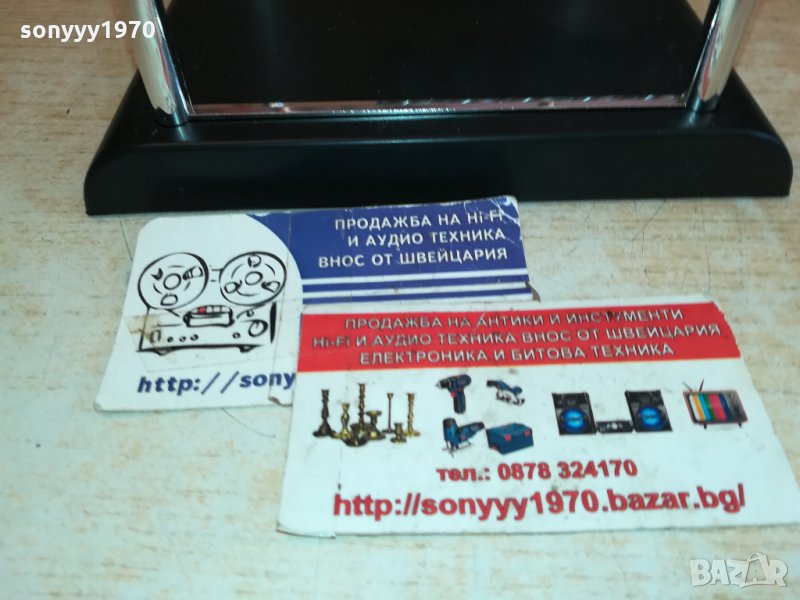 sonyyy1970
ПРОДАЖБА НА Hi-Fi
И АУДИО ТЕХНИКА
ВНОС ОТ ШВЕЙЦАРИЯ
http://sony
ПРОДАЖБА НА АНТИКИ И ИНСТРУМЕНТИ
Hi-Fi И АУДИО ТЕХНИКА ВНОС ОТ ШВЕЙЦАРИЯ
ЕЛЕКТРОНИКА И БИТОВА ТЕХНИКА
тел.: 0878 324170
http://sonyyy1970.bazar.bg/
BAZAR
sonyyy1970